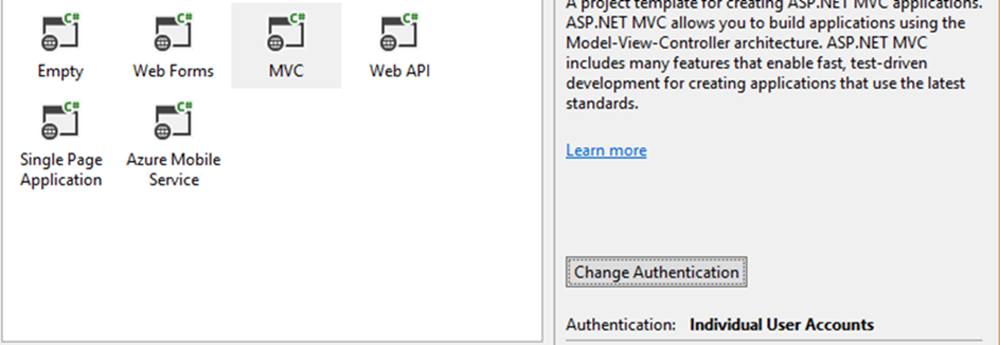 C# C# C# C#
Empty Web Forms MVC Web API
C# C#
Single Page Azure Mobile
Application Service
A project template for creating ASP.NET MVC applications.
ASP.NET MVC allows you to build applications using the
Model-View-Controller architecture. ASP.NET MVC
includes many features that enable fast, test-driven
development for creating applications that use the latest
standards.
Learn more
Change Authentication
Authentication: Individual User Accounts